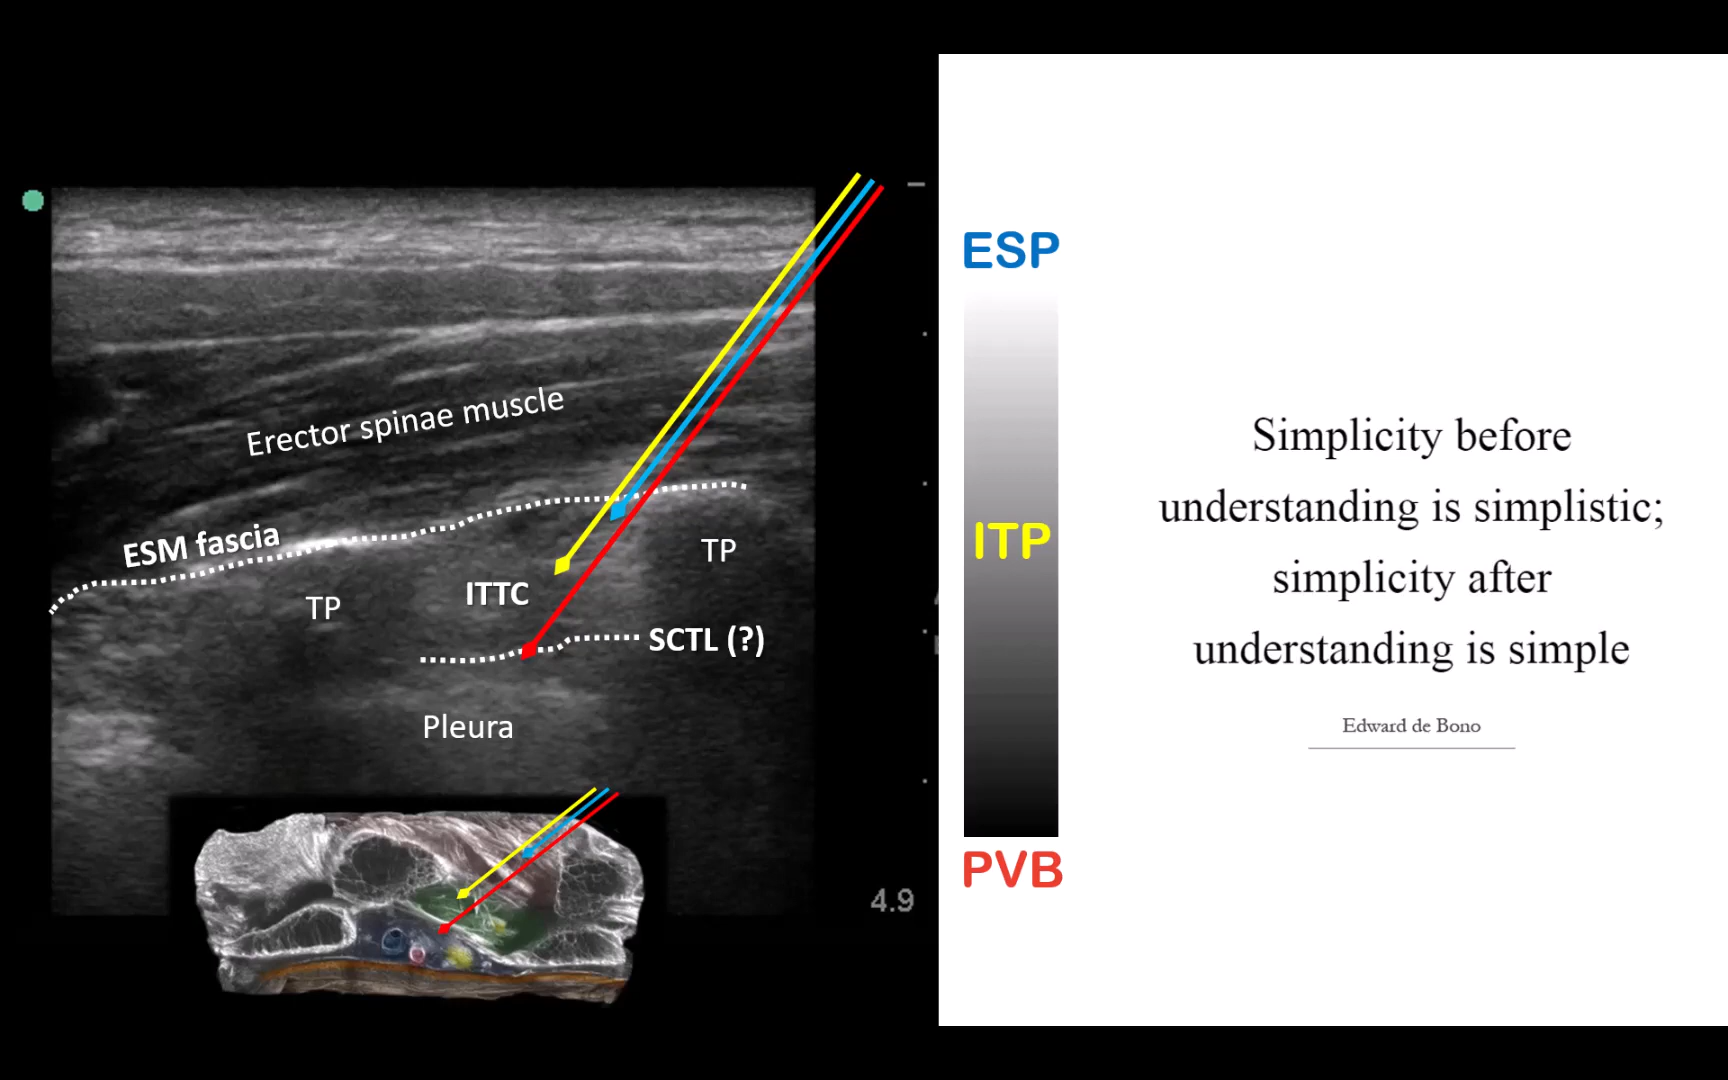 Erector spinae muscle
ESM fascia
TP
TP
ITTC
SCTL (?)
Pleura
4.9
ESP
ITP
PVB
Simplicity before
understanding is simplistic;
simplicity after
understanding is simple
Edward de Bono